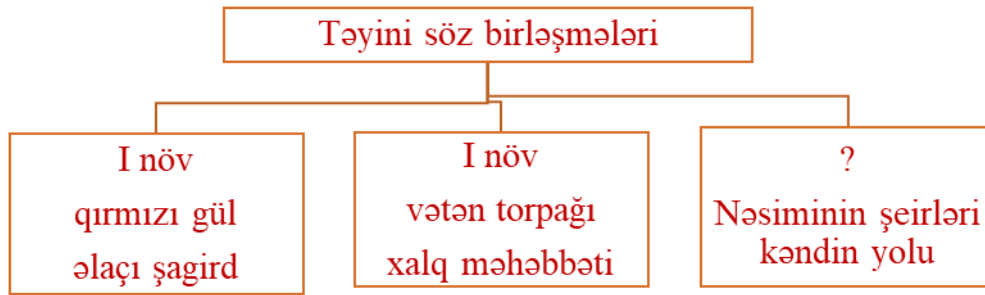 Təyini söz birləşmələri
I növ
qırmızı gül
əlaçı şagird
I növ
vətən torpağı
xalq məhəbbəti
?
Nəsiminin şeirləri
kəndin yolu